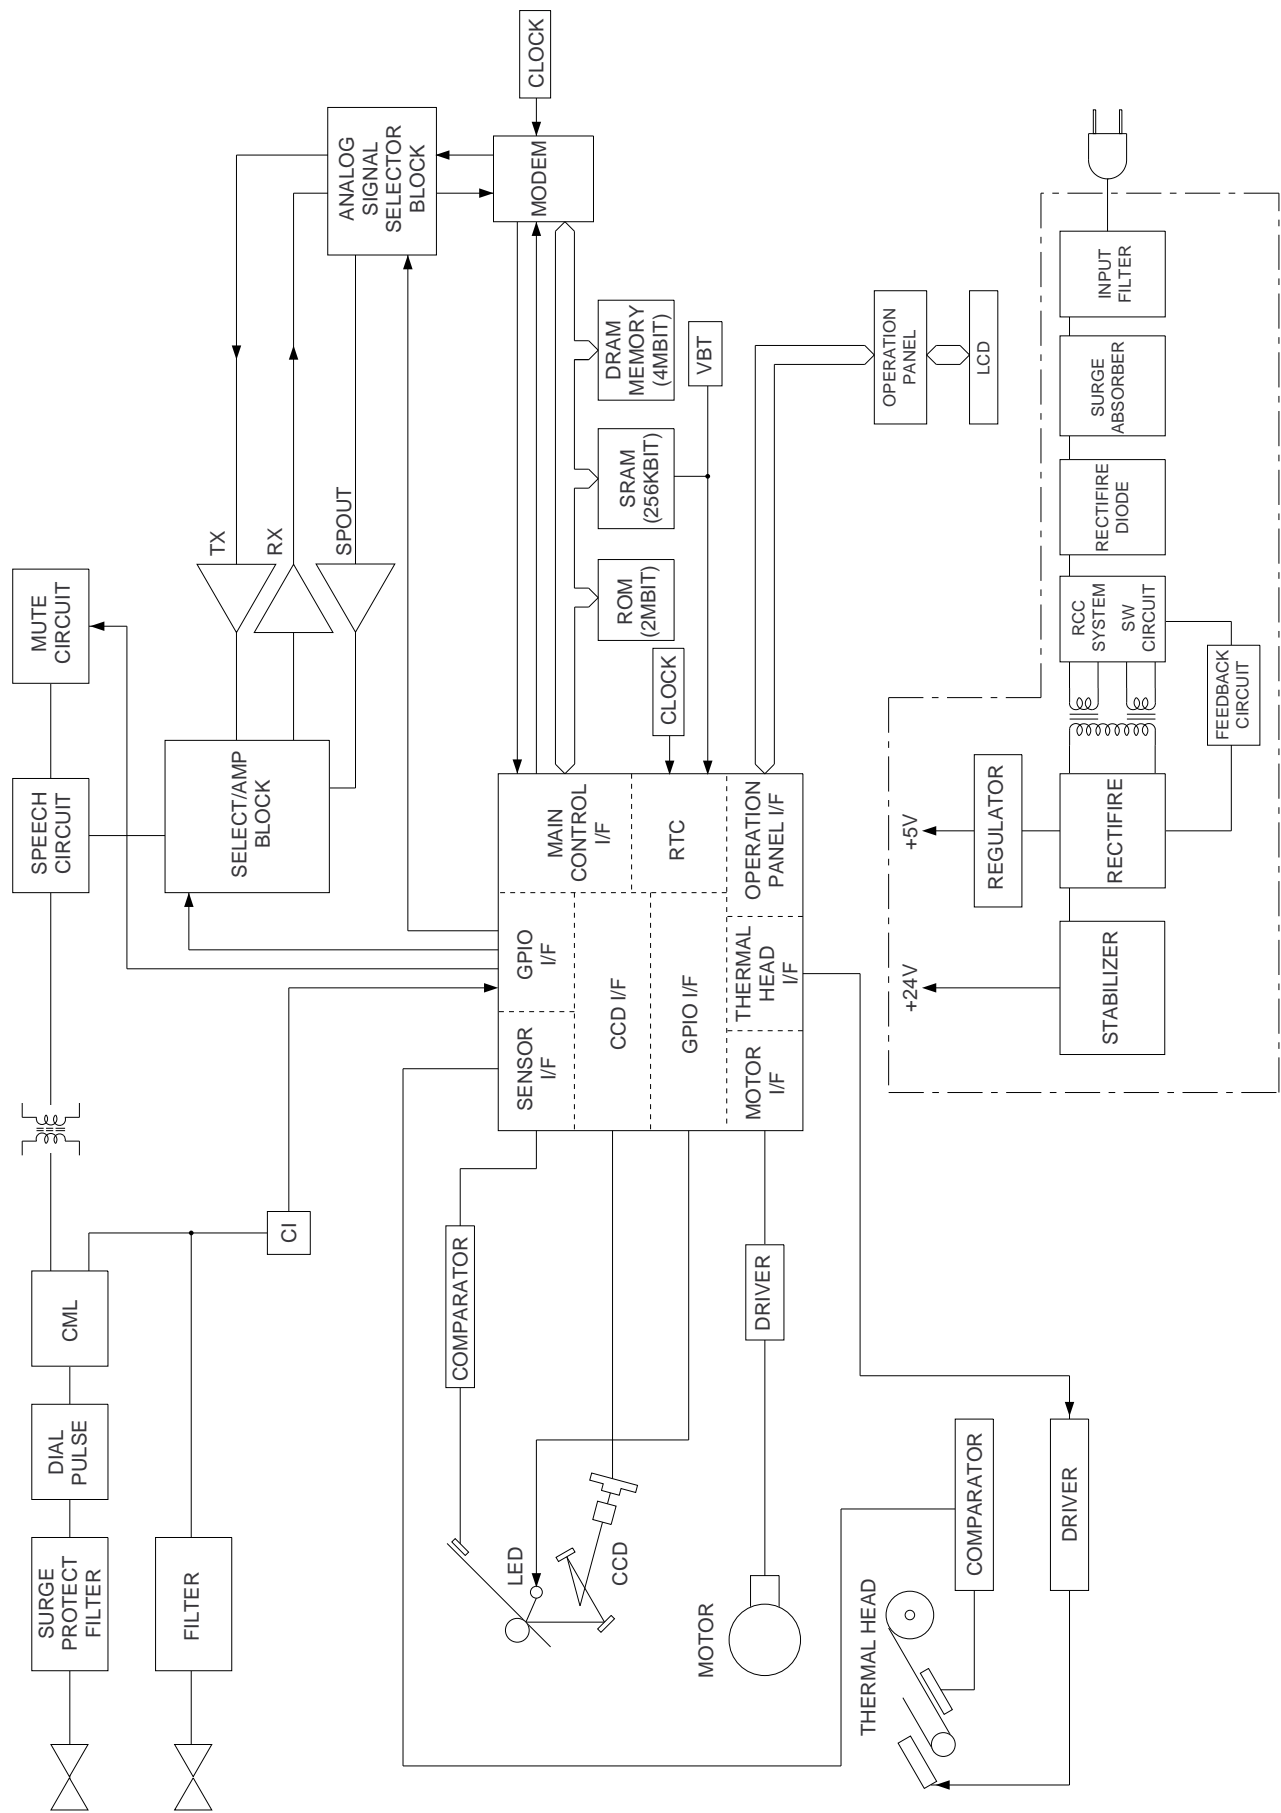 SURGE
PROTECT
FILTER
DIAL
PULSE
CML
SPEECH
CIRCUIT
MUTE
CIRCUIT
FILTER
CI
SELECT/AMP
BLOCK
TX
RX
SPOUT
ANALOG
SIGNAL
SELECTOR
BLOCK
CLOCK
MODEM
COMPARATOR
SENSOR
I/F
GPIO
I/F
MAIN
CONTROL
I/F
CCD I/F
GPIO I/F
RTC
MOTOR
I/F
THERMAL
HEAD
I/F
OPERATION
PANEL I/F
CLOCK
ROM
(2MBIT)
SRAM
(256KBIT)
DRAM
MEMORY
(4MBIT)
VBT
LED
CCD
MOTOR
DRIVER
OPERATION
PANEL
LCD
THERMAL HEAD
COMPARATOR
DRIVER
+24V
+5V
REGULATOR
STABILIZER
RECTIFIRE
RCC
SYSTEM
SW
CIRCUIT
RECTIFIRE
DIODE
SURGE
ABSORBER
INPUT
FILTER
FEEDBACK
CIRCUIT